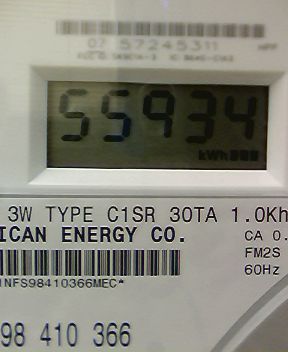 07 57245311
55934
kWh
3W TYPE C1SR 30TA 1.0Kh
ICAN ENERGY CO.
CA 0.
FM2S
60Hz
1NFS98410366MEC*
98 410 366